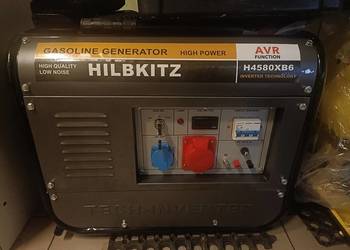 GASOLINE GENERATOR HIGH POWER
HIGH QUALITY
LOW NOISE
HILBKITZ
AVR
FUNCTION
H4580XB6
INVERTER TECHNOLOGY